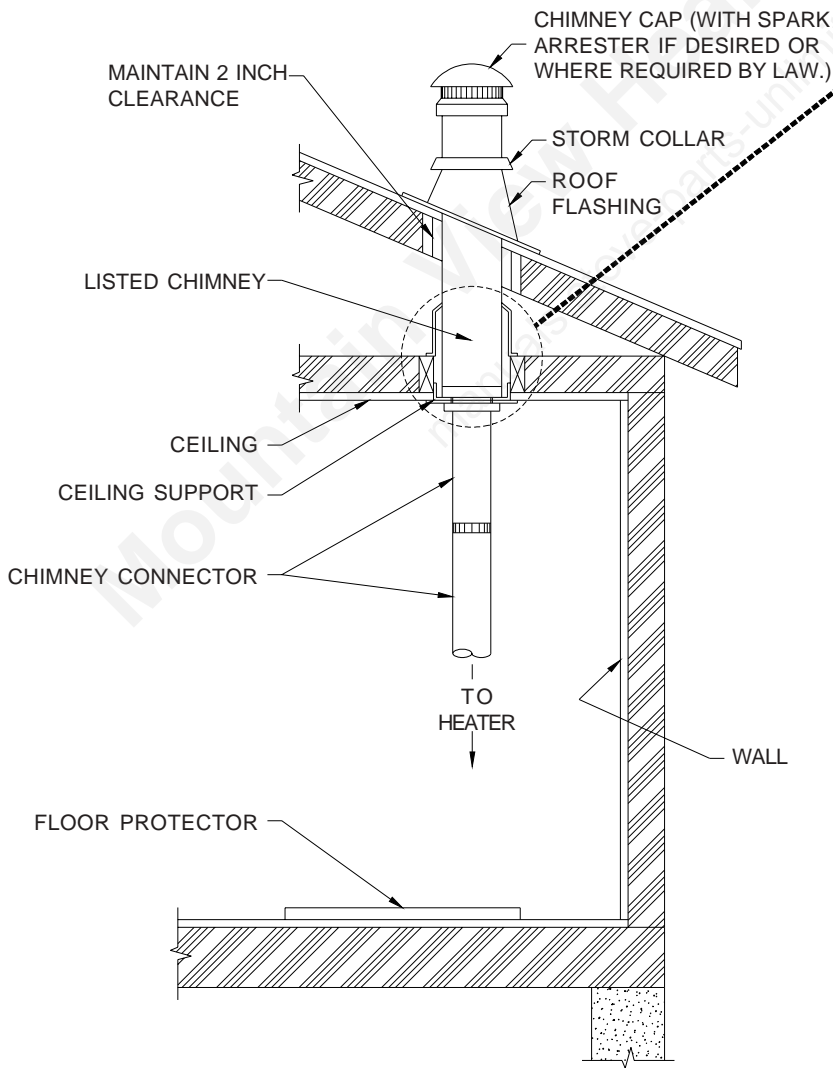 CHIMNEY CAP (WITH SPARK
ARRESTER IF DESIRED OR
WHERE REQUIRED BY LAW.)
MAINTAIN 2 INCH
CLEARANCE
STORM COLLAR
ROOF
FLASHING
LISTED CHIMNEY
CEILING
CEILING SUPPORT
CHIMNEY CONNECTOR
TO
HEATER
WALL
FLOOR PROTECTOR
Mountain View Hea